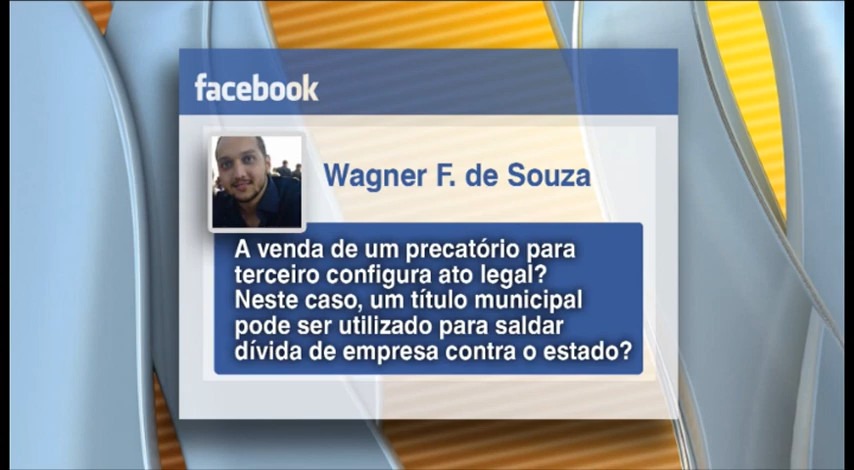 facebook
Wagner F. de Souza
A venda de um precatório para
terceiro configura ato legal?
Neste caso, um título municipal
pode ser utilizado para saldar
dívida de empresa contra o estado?